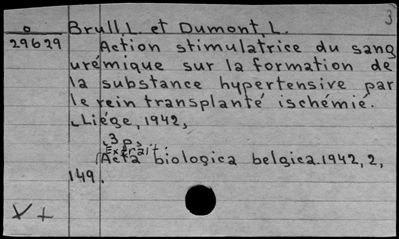 3
o Brull, L. et Dumont, L.
29629 Action stimulatrice du sang
urémique sur la formation de
la substance hypertensive par
le rein transplanté ischémié.
Liége, 1942,
3 p.
Extrait:
Acta biologica belgica. 1942, 2,
149.